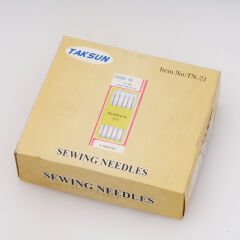 TAKSUN
Item No:TN-21
SEWING NEEDLES
SEWING NEEDLES